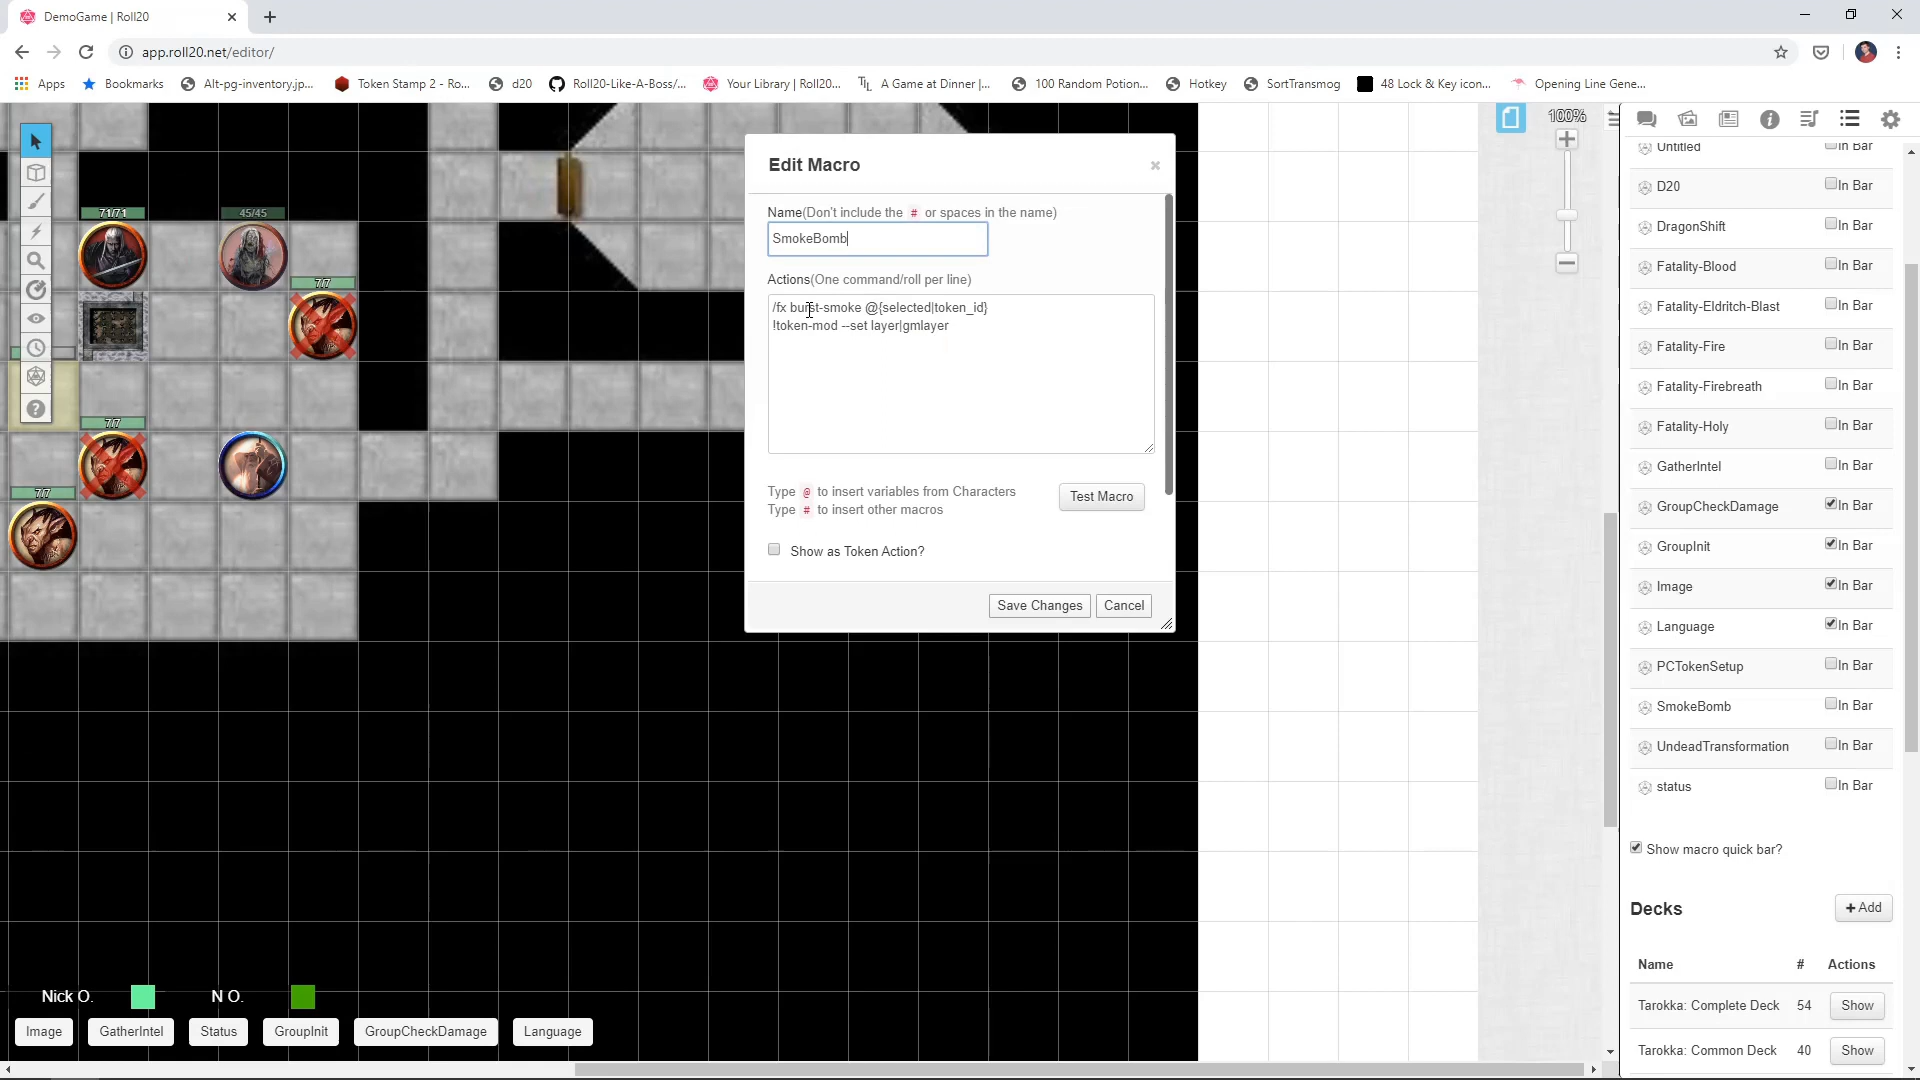 DemoGame | Roll20
app.roll20.net/editor/
Apps
Bookmarks
Alt-pg-inventory.jp...
Token Stamp 2 - Ro...
d20
Roll20-Like-A-Boss/...
Your Library | Roll20...
A Game at Dinner |...
100 Random Potion...
Hotkey
SortTransmog
48 Lock & Key icon...
Opening Line Gene...
100%
71/71
45/45
7/7
7/7
7/7
Edit Macro
Name(Don't include the # or spaces in the name)
SmokeBomb
Actions(One command/roll per line)
/fx burst-smoke @{selected|token_id}
!token-mod --set layer|gmlayer
Type @ to insert variables from Characters
Type # to insert other macros
Test Macro
Show as Token Action?
Save Changes
Cancel
Untitled In Bar
D20 In Bar
DragonShift In Bar
Fatality-Blood In Bar
Fatality-Eldritch-Blast In Bar
Fatality-Fire In Bar
Fatality-Firebreath In Bar
Fatality-Holy In Bar
GatherIntel In Bar
GroupCheckDamage In Bar
GroupInit In Bar
Image In Bar
Language In Bar
PCTokenSetup In Bar
SmokeBomb In Bar
UndeadTransformation In Bar
status In Bar
Show macro quick bar?
Decks
+ Add
Name # Actions
Tarokka: Complete Deck 54 Show
Tarokka: Common Deck 40 Show
Nick O.
N O.
Image
GatherIntel
Status
GroupInit
GroupCheckDamage
Language